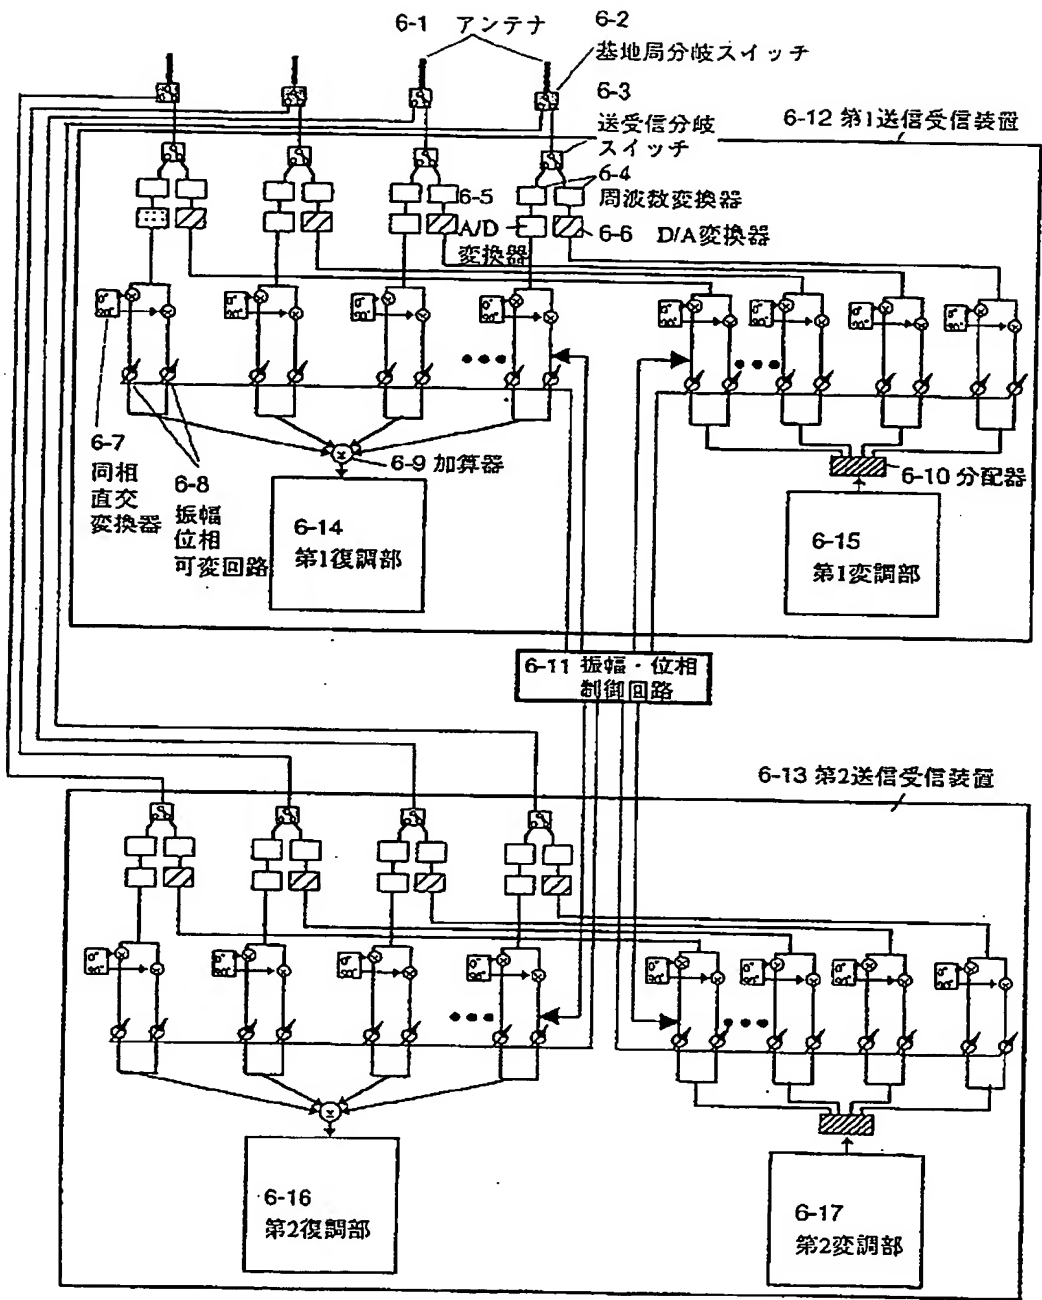 6-1 アンテナ
6-2
基地局分岐スイッチ
6-3
送受信分岐
スイッチ
6-12 第1送信受信装置
6-4
周波数変換器
6-5
A/D
変換器
6-6 D/A変換器
6-7
同相
直交
変換器
6-8
振幅
位相
可変回路
6-9 加算器
6-10 分配器
6-14
第1復調部
6-15
第1変調部
6-11 振幅・位相
制御回路
6-13 第2送信受信装置
6-16
第2復調部
6-17
第2変調部